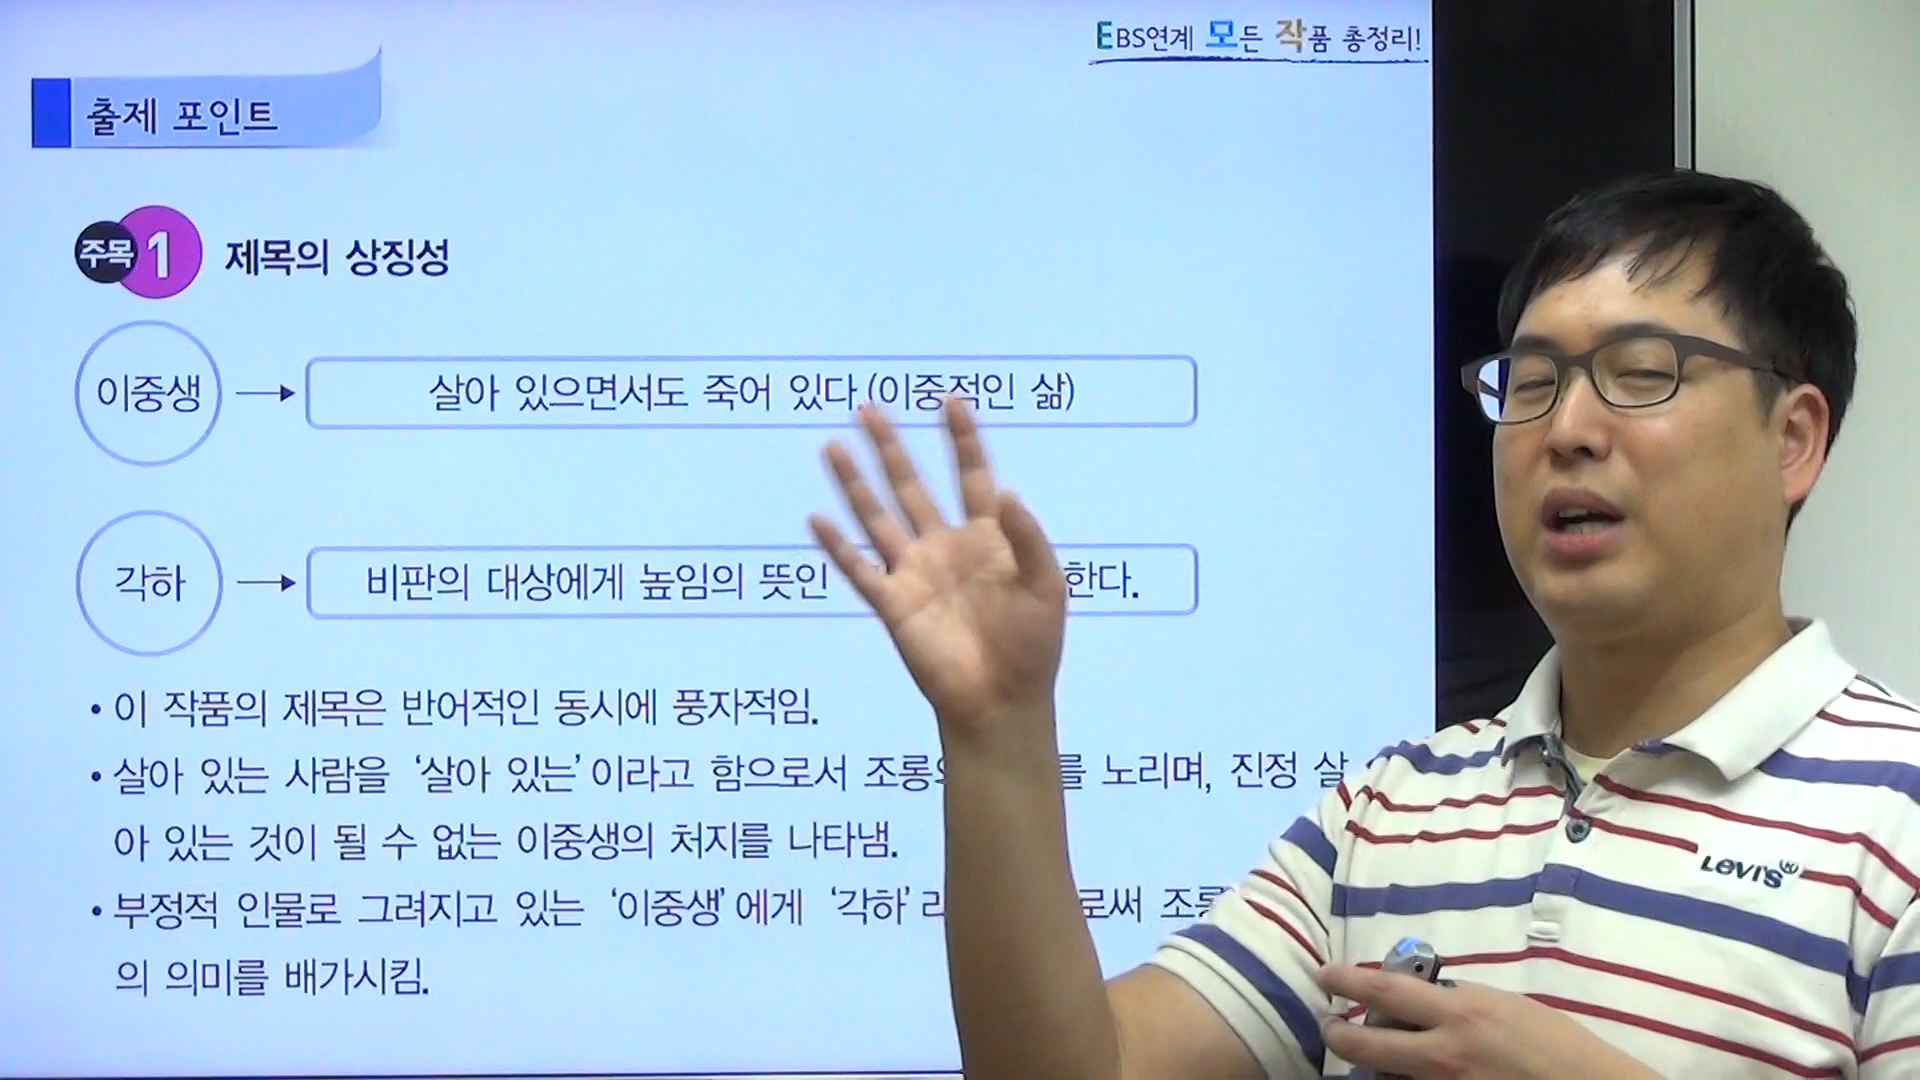 EBS연계 모든 작품 총정리!
출제 포인트
주목 1 제목의 상징성
이중생 살아 있으면서도 죽어 있다.(이중적인 삶)
각하 비판의 대상에게 높임의 뜻인 한다.
• 이 작품의 제목은 반어적인 동시에 풍자적임.
• 살아 있는 사람을 ‘살아 있는’이라고 함으로서 노리며, 진정 살
아 있는 것이 될 수 없는 이중생의 처지를 나타냄.
• 부정적 인물로 그려지고 있는 ‘이중생’에게 ‘각하’
의 의미를 배가시킴.
LEVI'S